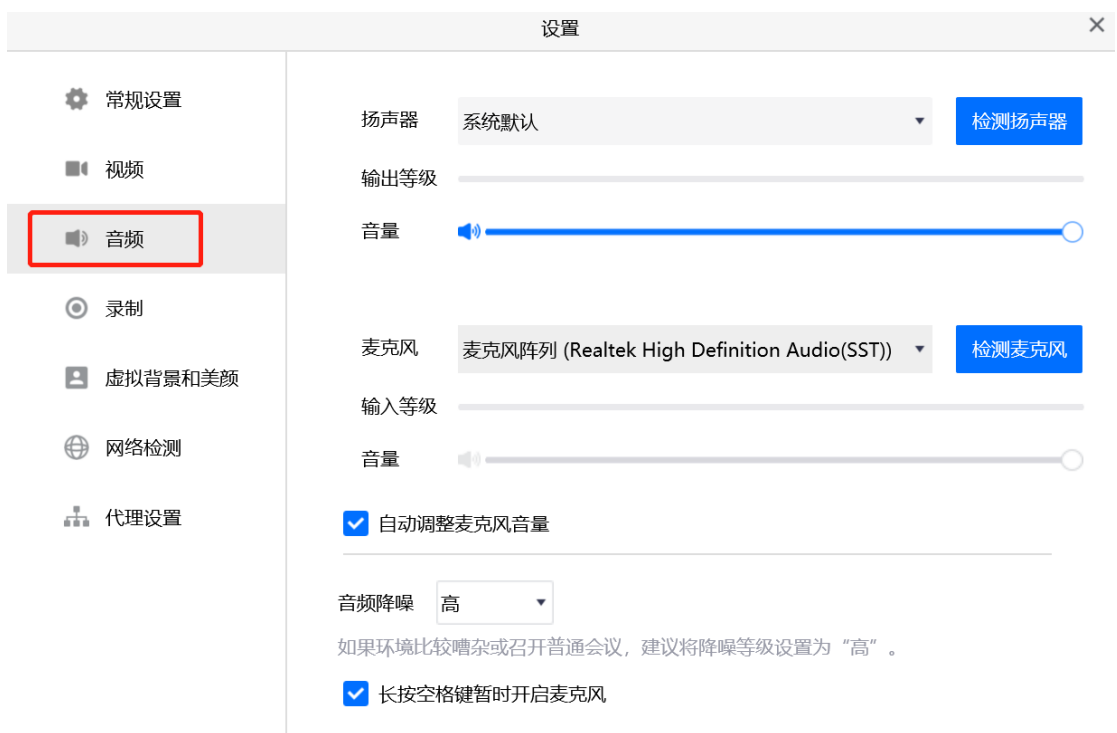 设置
常规设置
视频
音频
录制
虚拟背景和美颜
网络检测
代理设置
扬声器 系统默认 检测扬声器
输出等级
音量
麦克风 麦克风阵列 (Realtek High Definition Audio(SST)) 检测麦克风
输入等级
音量
自动调整麦克风音量
音频降噪 高
如果环境比较嘈杂或召开普通会议，建议将降噪等级设置为“高”。
长按空格键暂时开启麦克风